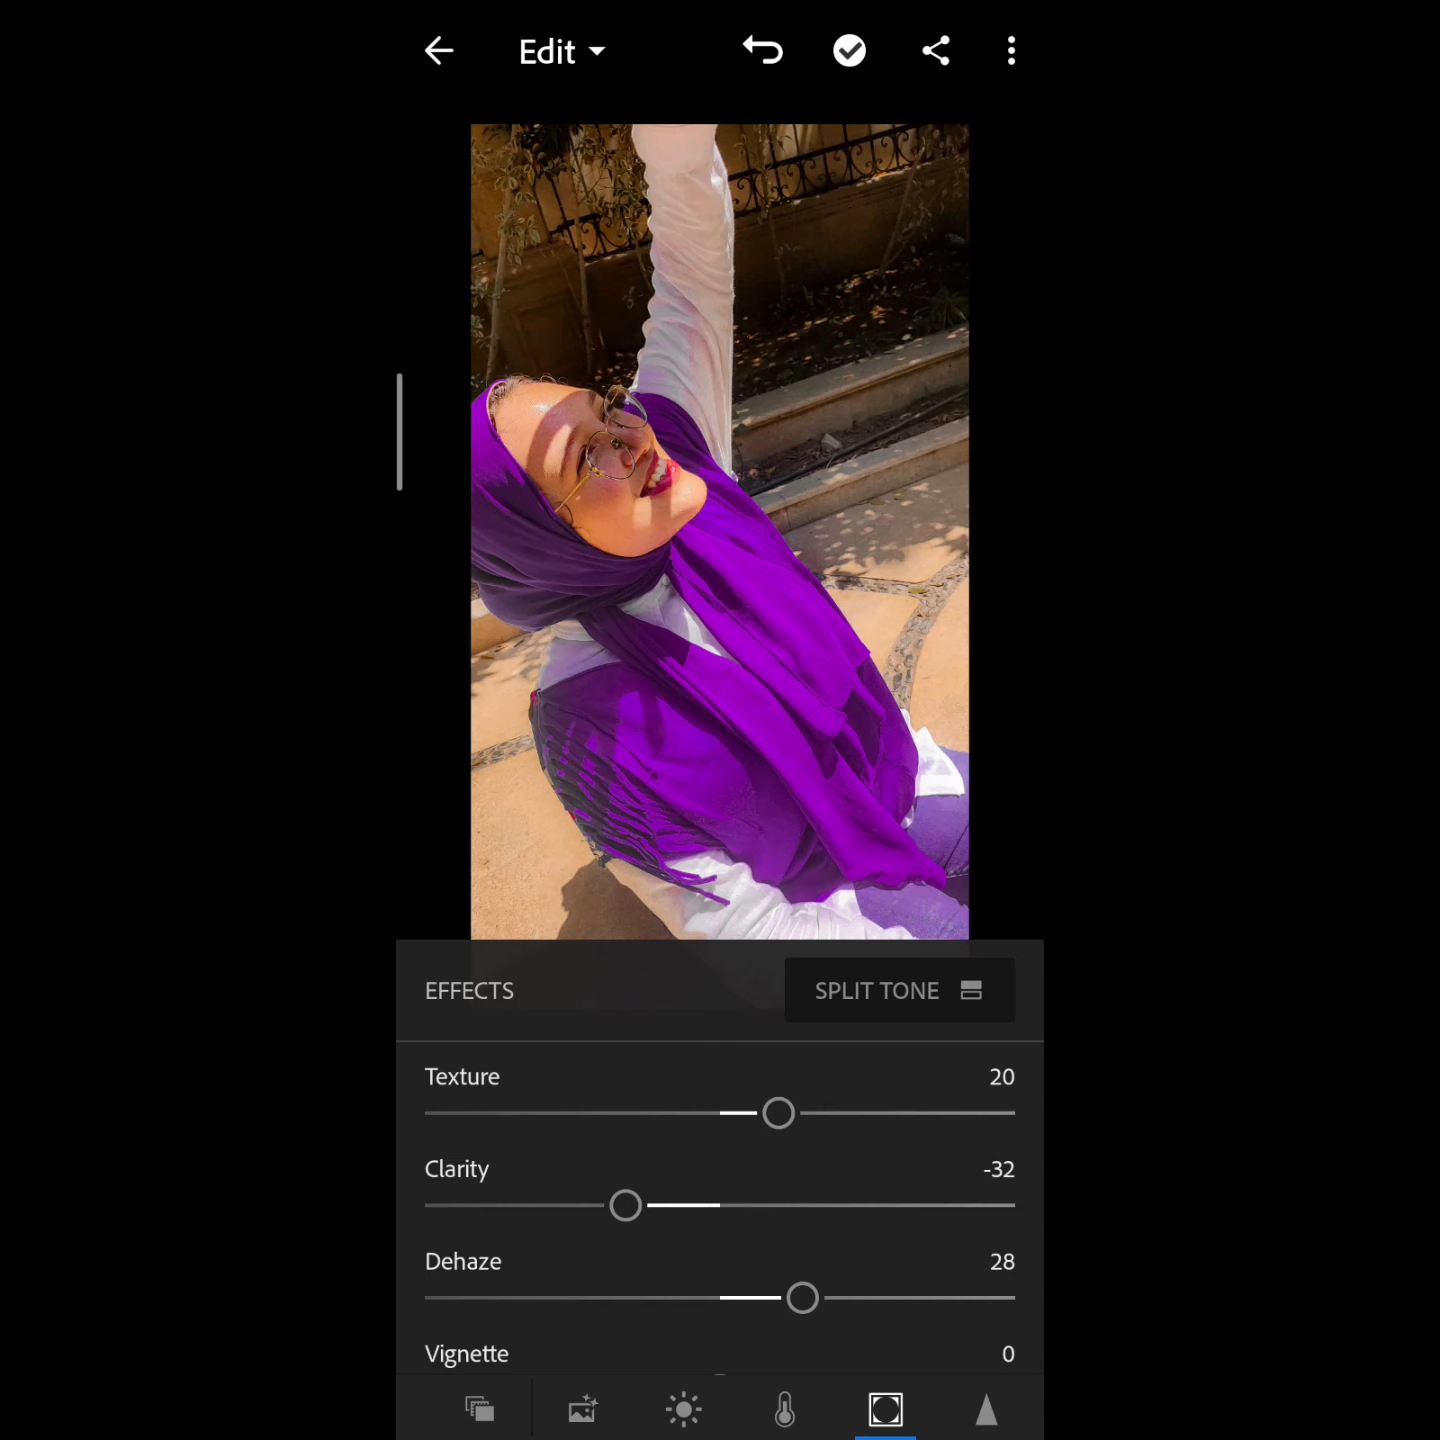 Edit
EFFECTS
SPLIT TONE
Texture 20
Clarity -32
Dehaze 28
Vignette 0